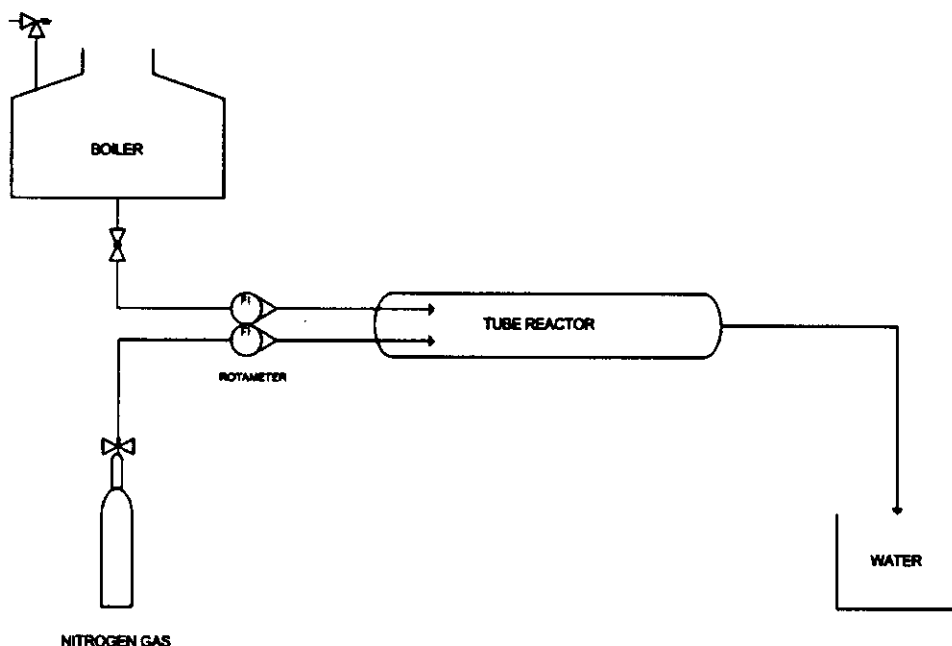 BOILER
FI
TUBE REACTOR
FI
ROTAMETER
WATER
NITROGEN GAS